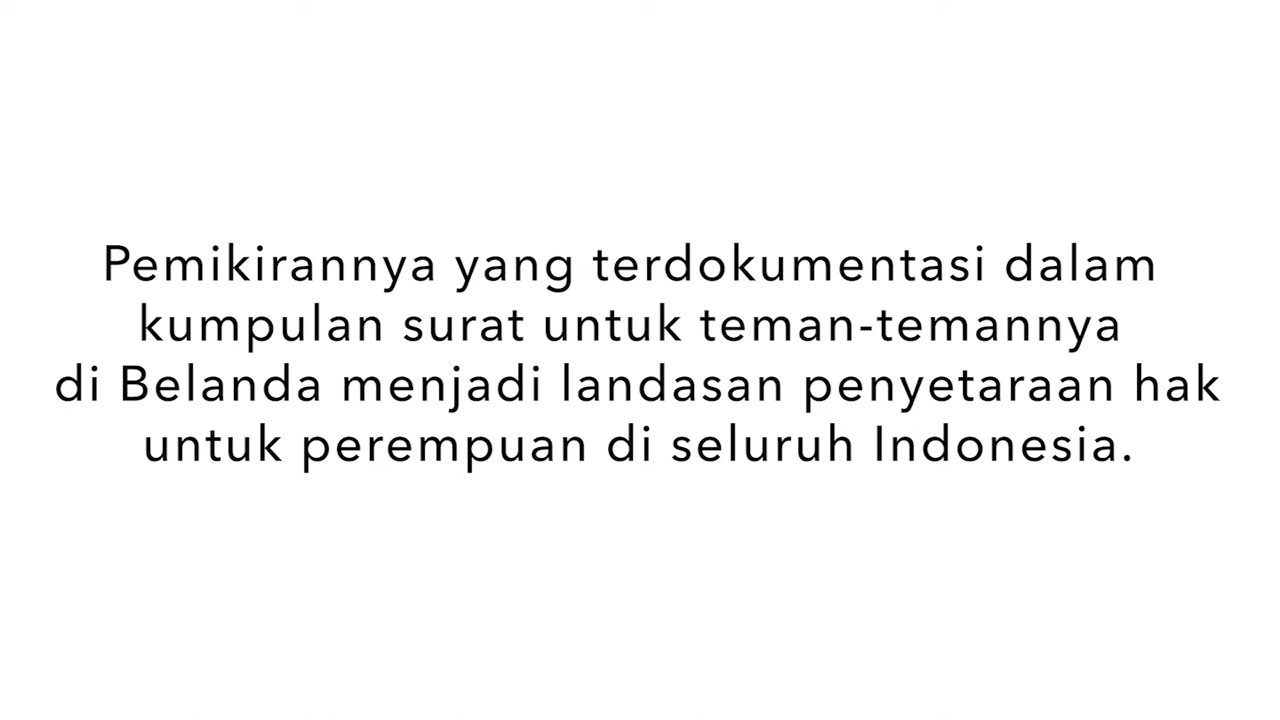 Pemikirannya yang terdokumentasi dalam
kumpulan surat untuk teman-temannya
di Belanda menjadi landasan penyetaraan hak
untuk perempuan di seluruh Indonesia.